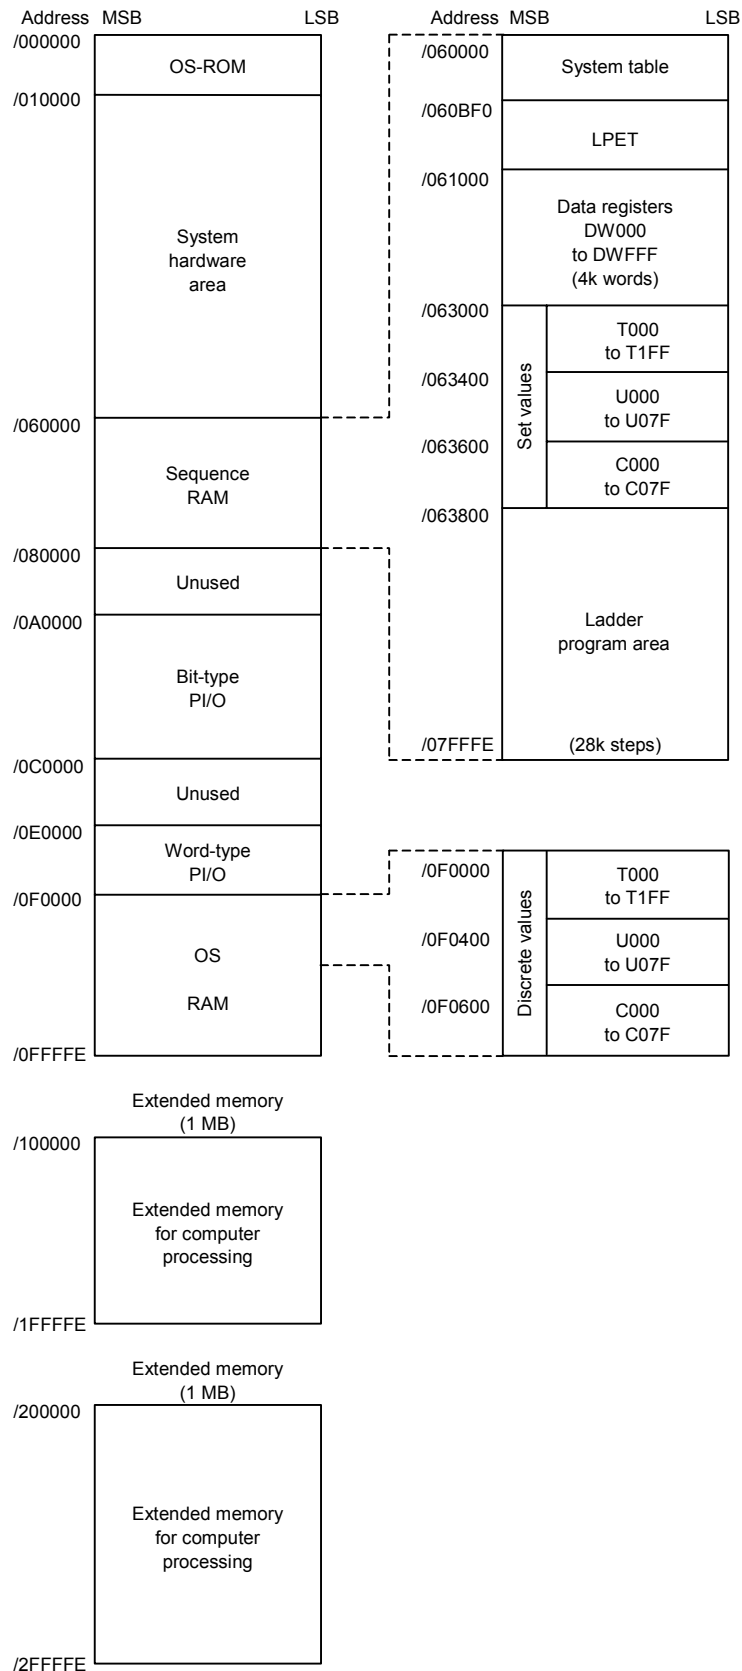 Address MSB LSB
/000000
OS-ROM
/010000
System
hardware
area
/060000
Sequence
RAM
/080000
Unused
/0A0000
Bit-type
PI/O
/0C0000
Unused
/0E0000
Word-type
PI/O
/0F0000
OS
RAM
/0FFFFE
Extended memory
(1 MB)
/100000
Extended memory
for computer
processing
/1FFFFE
Extended memory
(1 MB)
/200000
Extended memory
for computer
processing
/2FFFFE
Address MSB LSB
/060000
System table
/060BF0
LPET
/061000
Data registers
DW000
to DWFFF
(4k words)
/063000
Set values
T000
to T1FF
/063400
U000
to U07F
/063600
C000
to C07F
/063800
Ladder
program area
/07FFFE
(28k steps)
/0F0000
Discrete values
T000
to T1FF
/0F0400
U000
to U07F
/0F0600
C000
to C07F